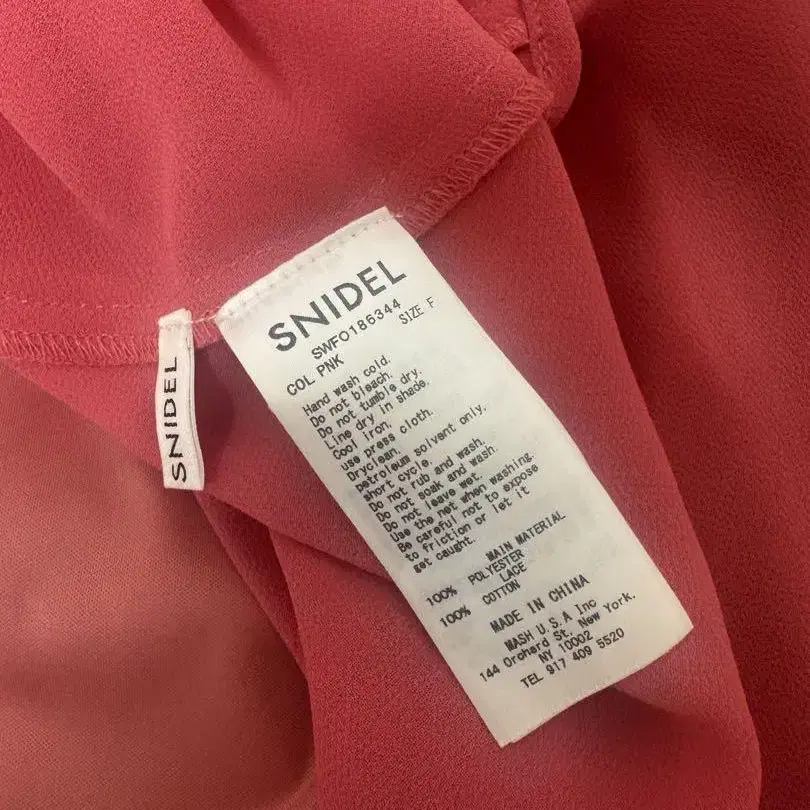 SNIDEL
SWFO186344
COL PNK SIZE F
Hand wash cold.
Do not bleach.
Do not tumble dry.
Line dry in shade.
Cool iron.
use press cloth.
Dryclean.
petroleum solvent only.
short cycle.
Do not rub and wash.
Do not soak and wash.
Do not leave wet.
Use the net when washing.
Be careful not to expose
to friction or let it
get caught.
MAIN MATERIAL
100% POLYESTER
LACE
100% COTTON
MADE IN CHINA
MASH U.S.A Inc
144 Orchard St. New York.
NY 10002
TEL 917 409 5520
SNIDEL